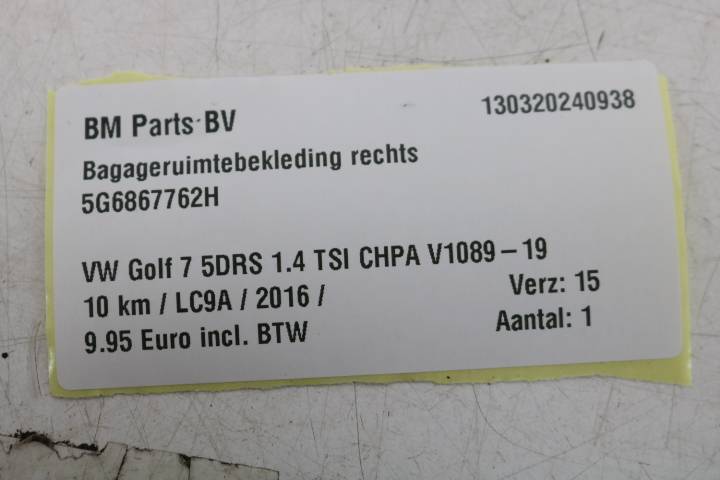 BM Parts BV 130320240938
Bagageruimtebekleding rechts
5G6867762H
VW Golf 7 5DRS 1.4 TSI CHPA V1089-19
10 km / LC9A / 2016 / Verz: 15
9.95 Euro incl. BTW Aantal: 1